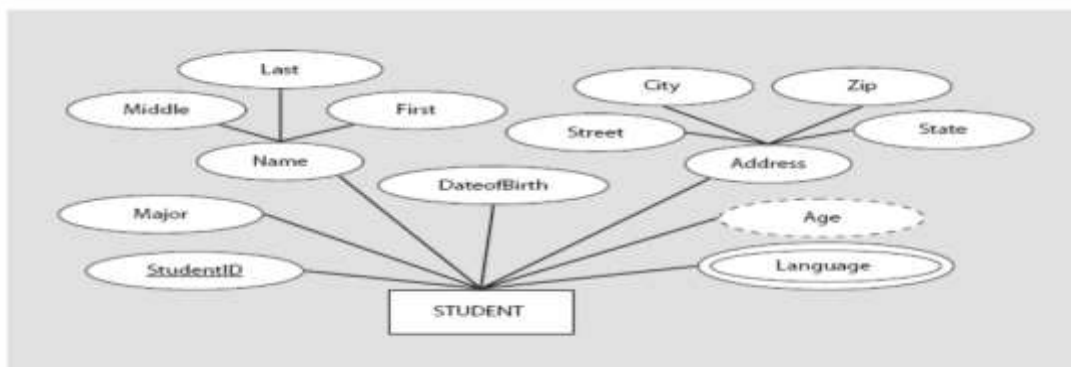 Last
City
Zip
Middle
First
Street
State
Name
Address
DateofBirth
Major
Age
StudentID
Language
STUDENT